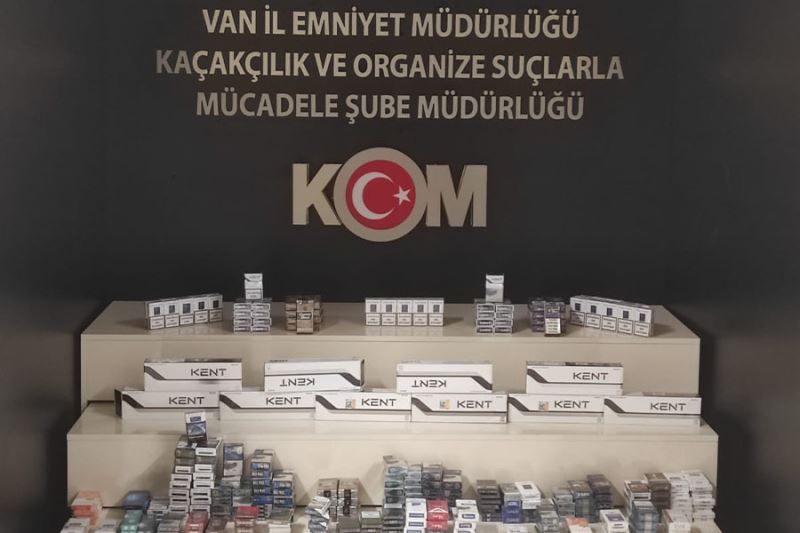 VAN İL EMNİYET MÜDÜRLÜĞÜ
KAÇAKÇILIK VE ORGANİZE SUÇLARLA
MÜCADELE ŞUBE MÜDÜRLÜĞÜ
KOM
KENT KENT KENT KENT
KENT KENT KENT KENT KENT KENT